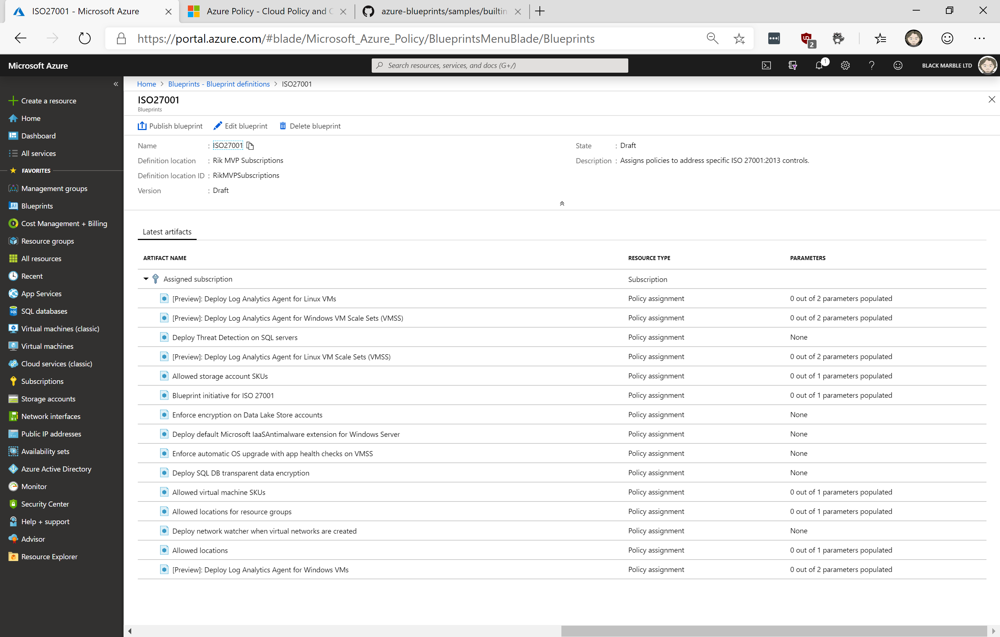 ISO27001 - Microsoft Azure
Azure Policy - Cloud Policy and C
azure-blueprints/samples/builtin
https://portal.azure.com/#blade/Microsoft_Azure_Policy/BlueprintsMenuBlade/Blueprints
2
Microsoft Azure
Search resources, services, and docs (G+/)
1
BLACK MARBLE LTD
Create a resource
Home
Dashboard
All services
FAVORITES
Management groups
Blueprints
Cost Management + Billing
Resource groups
All resources
Recent
App Services
SQL databases
Virtual machines (classic)
Virtual machines
Cloud services (classic)
Subscriptions
Storage accounts
Network interfaces
Public IP addresses
Availability sets
Azure Active Directory
Monitor
Security Center
Help + support
Advisor
Resource Explorer
Home > Blueprints - Blueprint definitions > ISO27001
ISO27001
Blueprints
Publish blueprint Edit blueprint Delete blueprint
Name : ISO27001
Definition location : Rik MVP Subscriptions
Definition location ID : RikMVPSubscriptions
Version : Draft
State : Draft
Description : Assigns policies to address specific ISO 27001:2013 controls.
Latest artifacts
ARTIFACT NAME RESOURCE TYPE PARAMETERS
Assigned subscription Subscription
[Preview]: Deploy Log Analytics Agent for Linux VMs Policy assignment 0 out of 2 parameters populated
[Preview]: Deploy Log Analytics Agent for Windows VM Scale Sets (VMSS) Policy assignment 0 out of 2 parameters populated
Deploy Threat Detection on SQL servers Policy assignment None
[Preview]: Deploy Log Analytics Agent for Linux VM Scale Sets (VMSS) Policy assignment 0 out of 2 parameters populated
Allowed storage account SKUs Policy assignment 0 out of 1 parameters populated
Blueprint initiative for ISO 27001 Policy assignment 0 out of 1 parameters populated
Enforce encryption on Data Lake Store accounts Policy assignment None
Deploy default Microsoft IaaSAntimalware extension for Windows Server Policy assignment None
Enforce automatic OS upgrade with app health checks on VMSS Policy assignment None
Deploy SQL DB transparent data encryption Policy assignment None
Allowed virtual machine SKUs Policy assignment 0 out of 1 parameters populated
Allowed locations for resource groups Policy assignment 0 out of 1 parameters populated
Deploy network watcher when virtual networks are created Policy assignment None
Allowed locations Policy assignment 0 out of 1 parameters populated
[Preview]: Deploy Log Analytics Agent for Windows VMs Policy assignment 0 out of 2 parameters populated